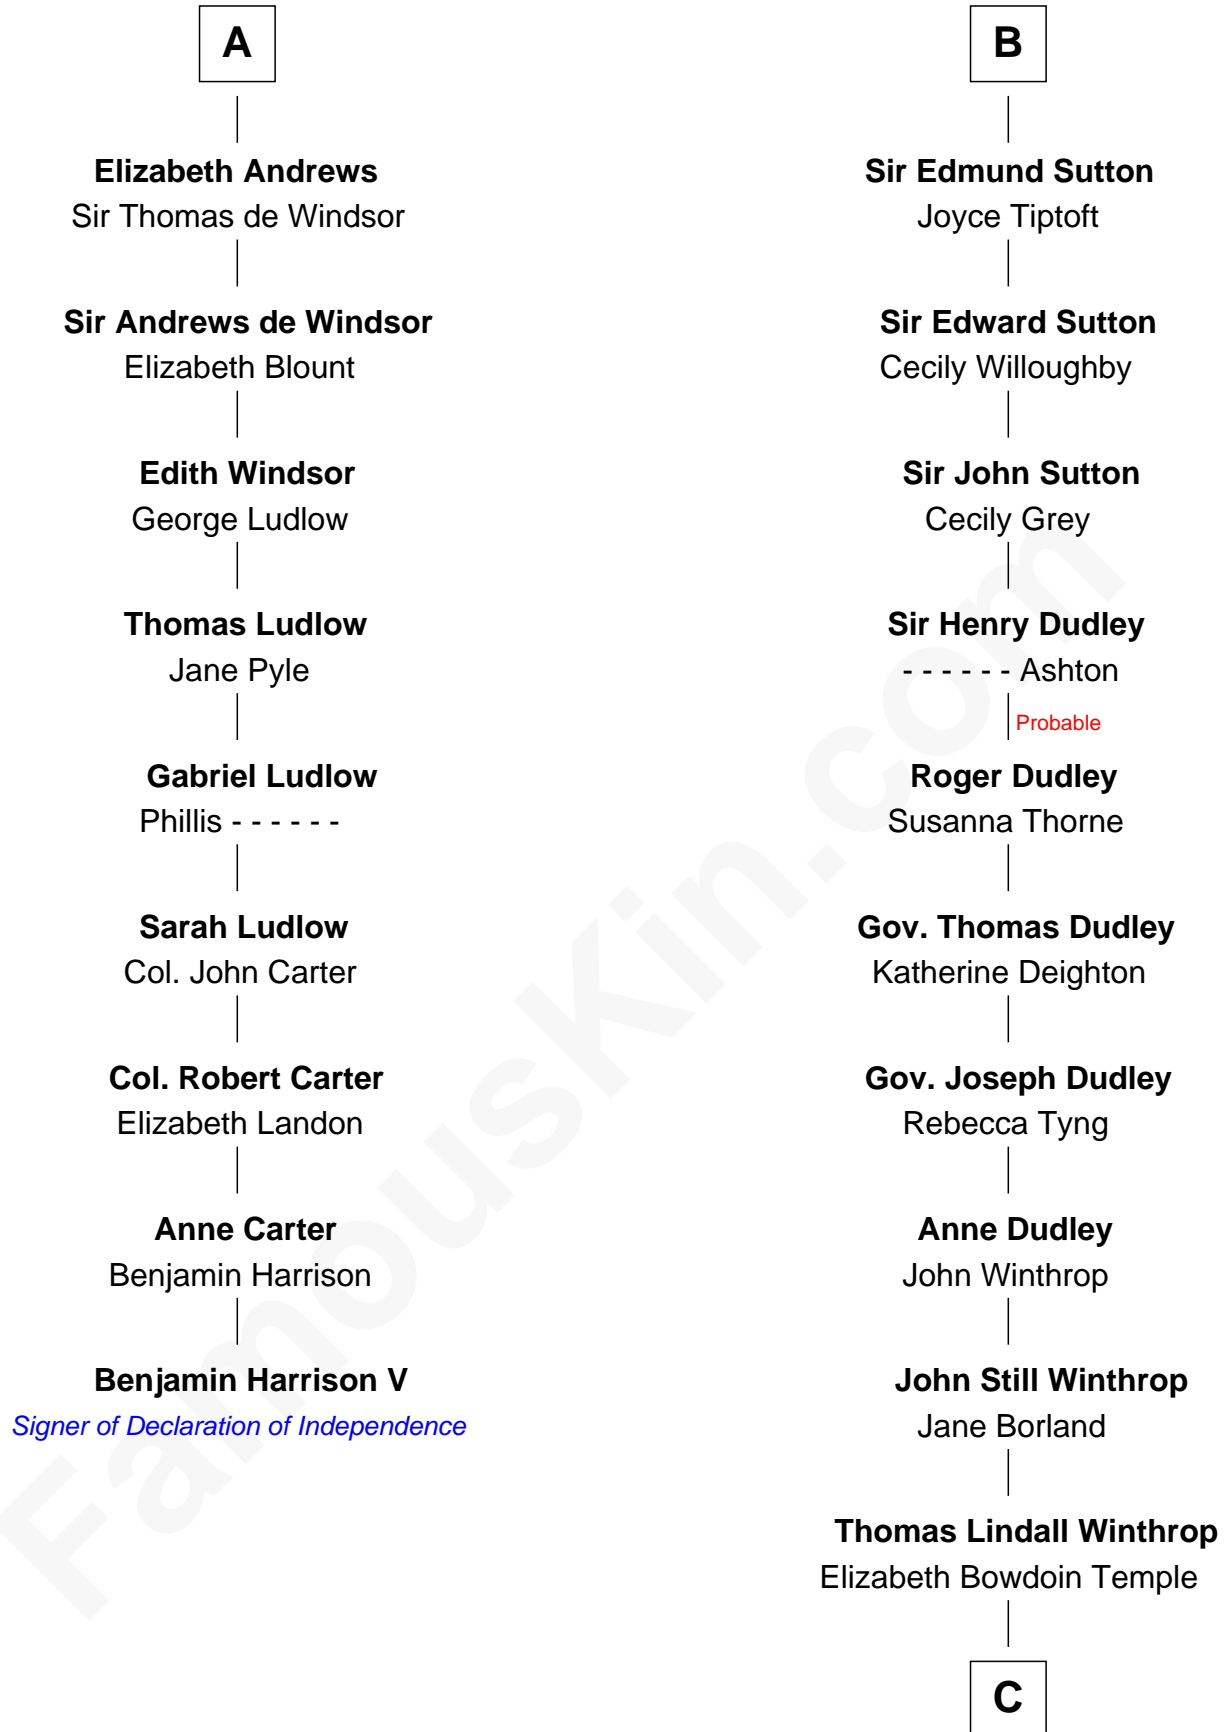 A
Elizabeth Andrews
Sir Thomas de Windsor
Sir Andrews de Windsor
Elizabeth Blount
Edith Windsor
George Ludlow
Thomas Ludlow
Jane Pyle
Gabriel Ludlow
Phillis - - - - - -
Sarah Ludlow
Col. John Carter
Col. Robert Carter
Elizabeth Landon
Anne Carter
Benjamin Harrison
Benjamin Harrison V
Signer of Declaration of Independence
B
Sir Edmund Sutton
Joyce Tiptoft
Sir Edward Sutton
Cecily Willoughby
Sir John Sutton
Cecily Grey
Sir Henry Dudley
- - - - - - Ashton
Probable
Roger Dudley
Susanna Thorne
Gov. Thomas Dudley
Katherine Deighton
Gov. Joseph Dudley
Rebecca Tyng
Anne Dudley
John Winthrop
John Still Winthrop
Jane Borland
Thomas Lindall Winthrop
Elizabeth Bowdoin Temple
C
FamousKin.com